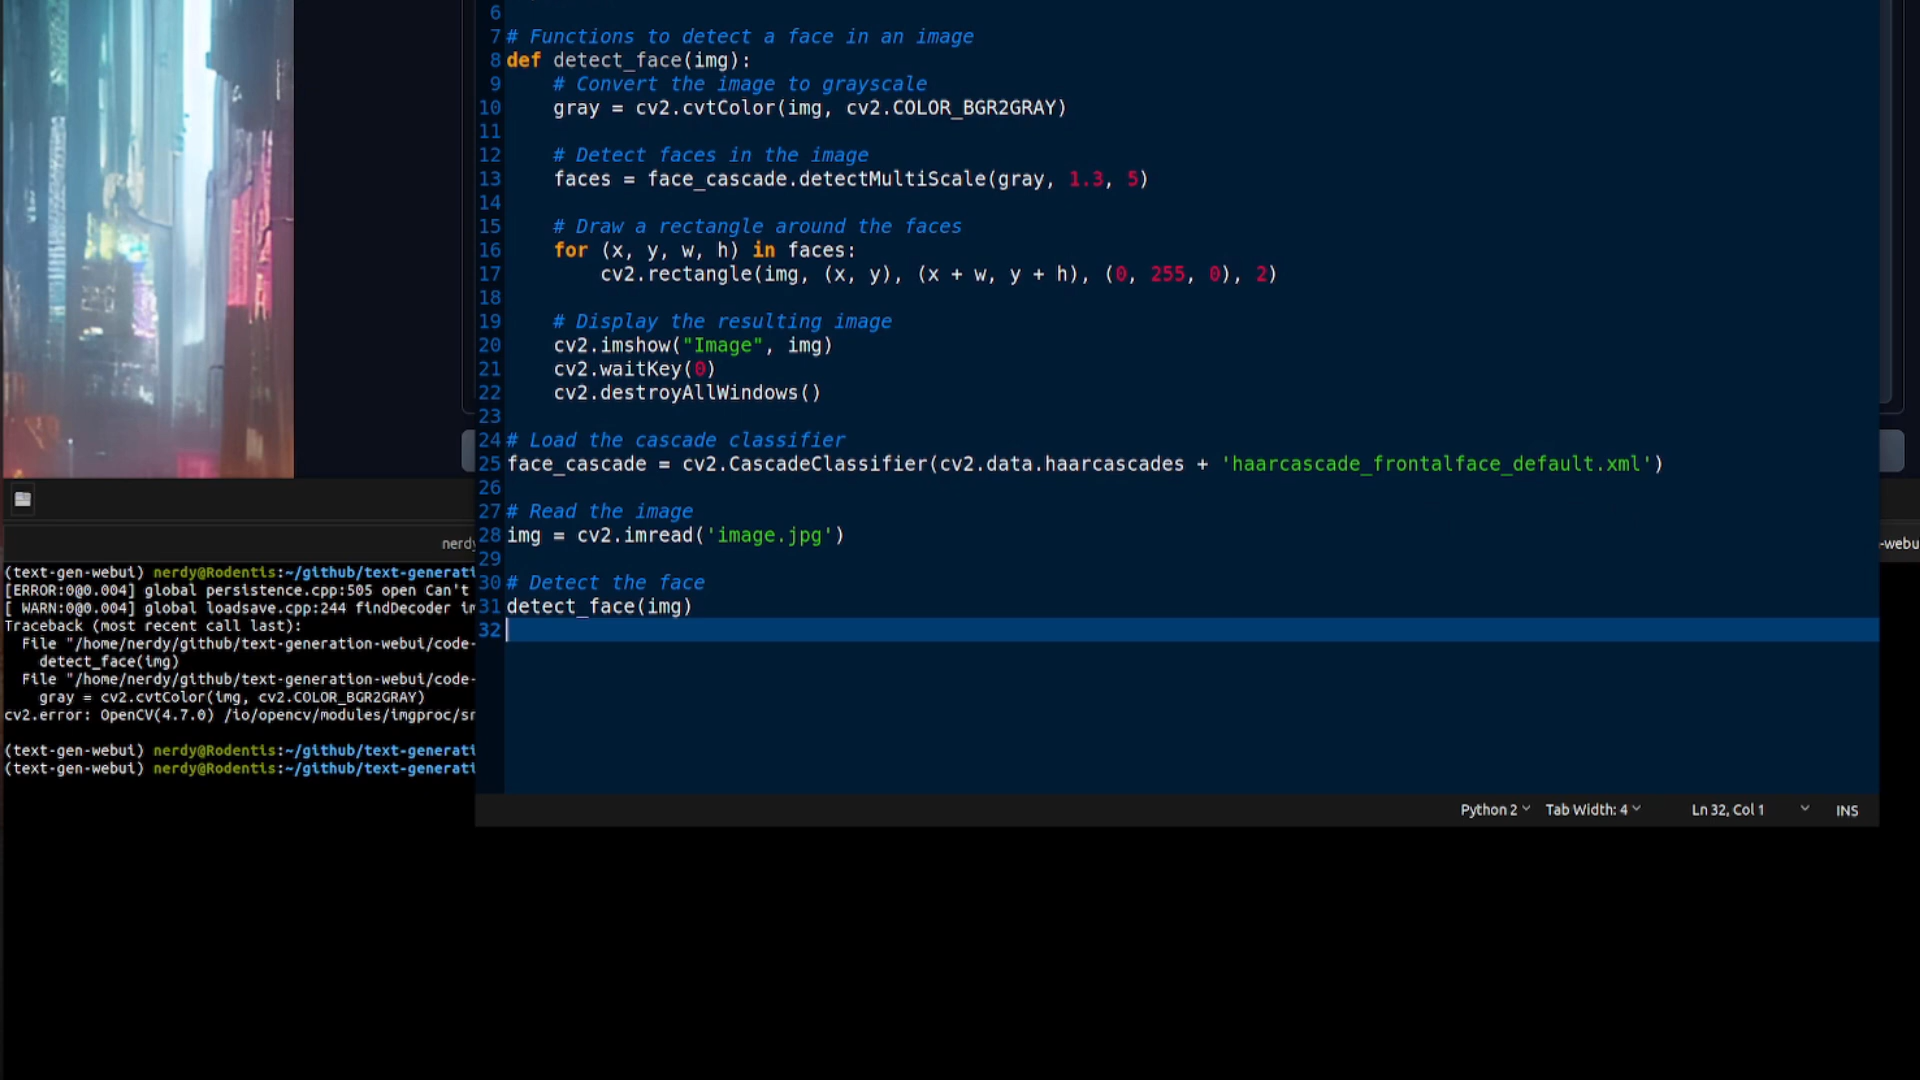 6
7 # Functions to detect a face in an image
8 def detect_face(img):
9 # Convert the image to grayscale
10 gray = cv2.cvtColor(img, cv2.COLOR_BGR2GRAY)
11
12 # Detect faces in the image
13 faces = face_cascade.detectMultiScale(gray, 1.3, 5)
14
15 # Draw a rectangle around the faces
16 for (x, y, w, h) in faces:
17 cv2.rectangle(img, (x, y), (x + w, y + h), (0, 255, 0), 2)
18
19 # Display the resulting image
20 cv2.imshow("Image", img)
21 cv2.waitKey(0)
22 cv2.destroyAllWindows()
23
24 # Load the cascade classifier
25 face_cascade = cv2.CascadeClassifier(cv2.data.haarcascades + 'haarcascade_frontalface_default.xml')
26
27 # Read the image
28 img = cv2.imread('image.jpg')
29
30 # Detect the face
31 detect_face(img)
32
Python 2 Tab Width: 4 Ln 32, Col 1 INS
nerdy
-webu
(text-gen-webui) nerdy@Rodentis:~/github/text-generati
[ERROR:0@0.004] global persistence.cpp:505 open Can't
[ WARN:0@0.004] global loadsave.cpp:244 findDecoder im
Traceback (most recent call last):
File "/home/nerdy/github/text-generation-webui/code-
detect_face(img)
File "/home/nerdy/github/text-generation-webui/code-
gray = cv2.cvtColor(img, cv2.COLOR_BGR2GRAY)
cv2.error: OpenCV(4.7.0) /io/opencv/modules/imgproc/sr
(text-gen-webui) nerdy@Rodentis:~/github/text-generati
(text-gen-webui) nerdy@Rodentis:~/github/text-generati